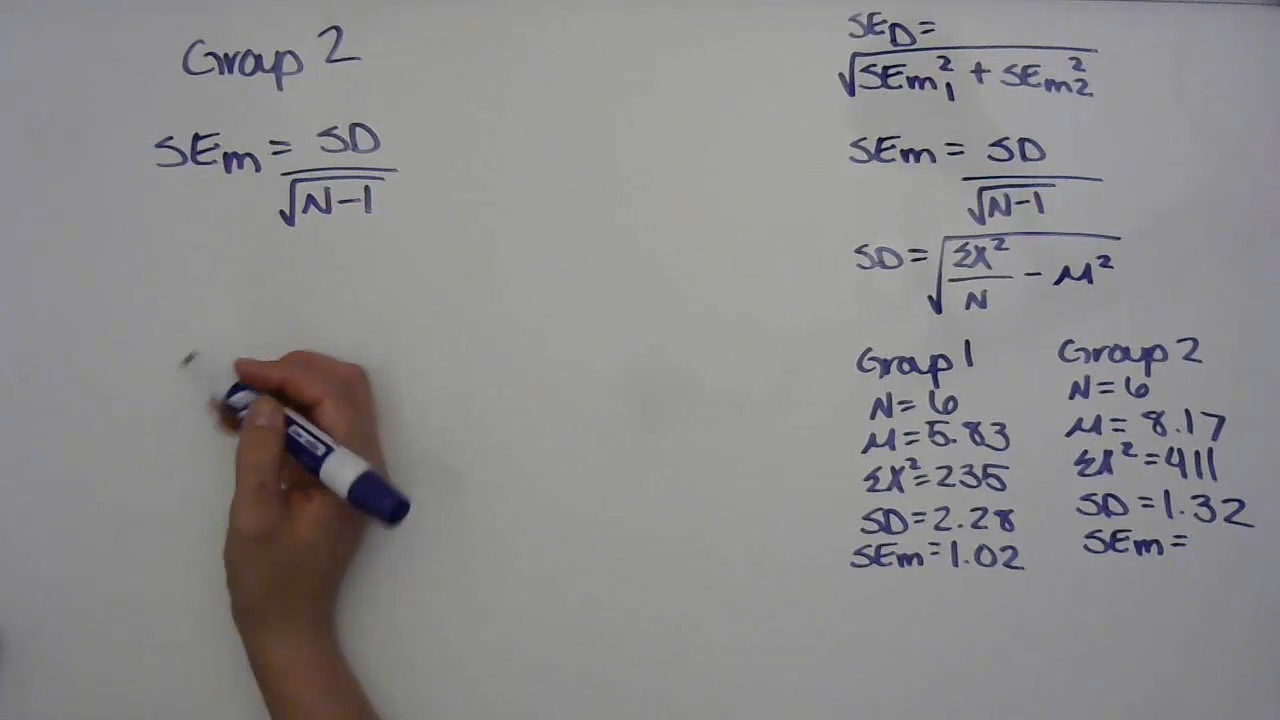 Group 2
SEm = SD
√N-1
SED=
√SEm₁² + SEm₂²
SEm = SD
√N-1
SD = √ΣX² - μ²
N
Group 1
N=6
μ=5.83
ΣX²=235
SD=2.28
SEm=1.02
Group 2
N=6
μ=8.17
ΣX²=411
SD=1.32
SEm=